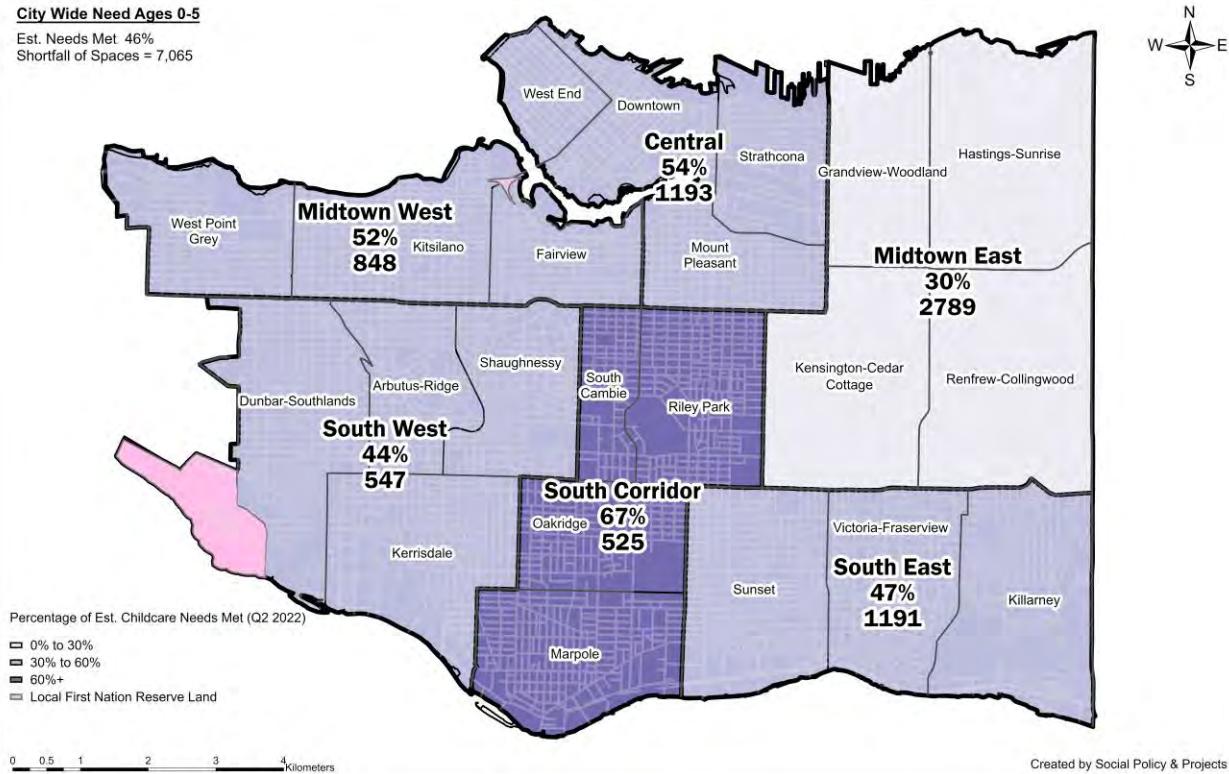 City Wide Need Ages 0-5
Est. Needs Met 46%
Shortfall of Spaces = 7,065
N
W
E
S
West End
Downtown
Central
54%
1193
Strathcona
Grandview-Woodland
Hastings-Sunrise
West Point
Grey
Midtown West
52%
848
Kitsilano
Fairview
Mount
Pleasant
Midtown East
30%
2789
Dunbar-Southlands
Arbutus-Ridge
Shaughnessy
South
Cambie
Riley Park
Kensington-Cedar
Cottage
Renfrew-Collingwood
South West
44%
547
Kerrisdale
South Corridor
67%
525
Oakridge
Marpole
Sunset
Victoria-Fraserview
South East
47%
1191
Killarney
Percentage of Est. Childcare Needs Met (Q2 2022)
0% to 30%
30% to 60%
60%+
Local First Nation Reserve Land
0 0.5 1 2 3 4 Kilometers
Created by Social Policy & Projects